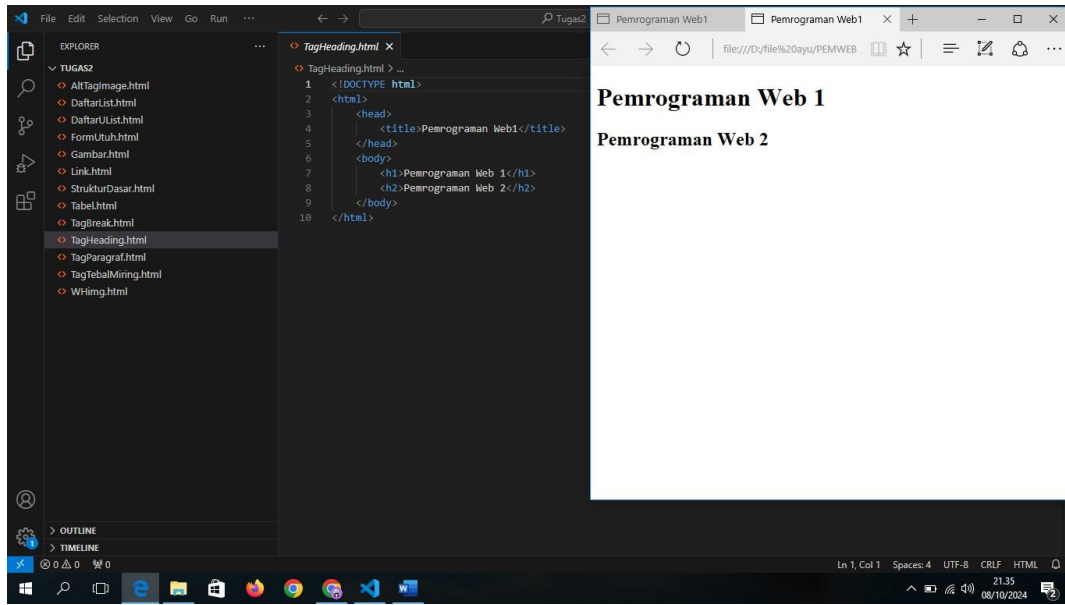 File Edit Selection View Go Run ··· ← → Tugas2
EXPLORER ···
TUGAS2
AltTagImage.html
DaftarList.html
DaftarUList.html
FormUtuh.html
Gambar.html
Link.html
StrukturDasar.html
Tabel.html
TagBreak.html
TagHeading.html
TagParagraf.html
TagTebalMiring.html
WHimg.html
OUTLINE
TIMELINE
TagHeading.html ×
TagHeading.html > ...
1 <!DOCTYPE html>
2 <html>
3 <head>
4 <title>Pemrograman Web1</title>
5 </head>
6 <body>
7 <h1>Pemrograman Web 1</h1>
8 <h2>Pemrograman Web 2</h2>
9 </body>
10 </html>
Pemrograman Web1 Pemrograman Web1
file:///D:/file%20ayu/PEMWEB
Pemrograman Web 1
Pemrograman Web 2
0 0 0 Ln 1, Col 1 Spaces: 4 UTF-8 CRLF HTML
21.35
08/10/2024
1
2